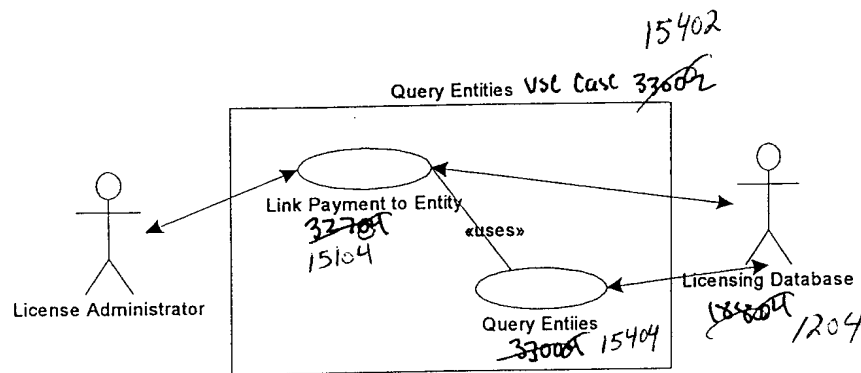 15402
Query Entities use case 33002
Link Payment to Entity
32704
«uses»
15104
License Administrator
Licensing Database
Query Entiies
33004 15404
1204